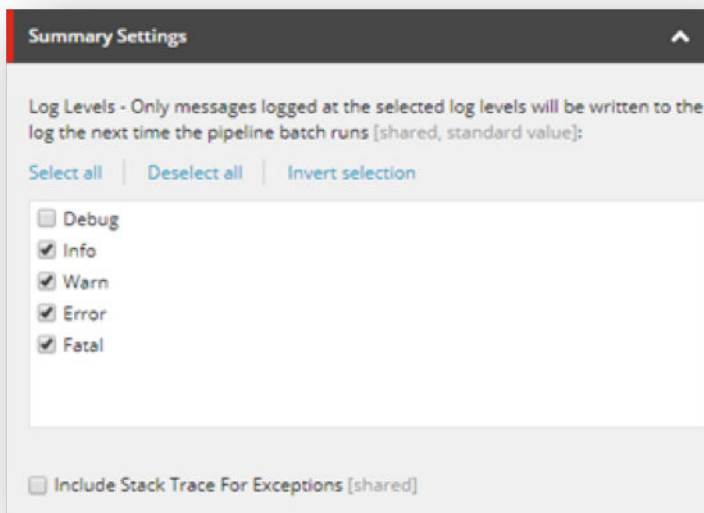 Summary Settings
Log Levels - Only messages logged at the selected log levels will be written to the
log the next time the pipeline batch runs [shared, standard value]:
Select all Deselect all Invert selection
Debug
Info
Warn
Error
Fatal
Include Stack Trace For Exceptions [shared]